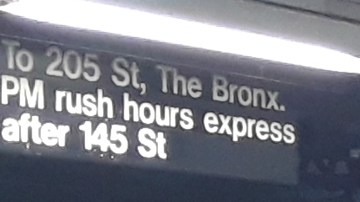 To 205 St, The Bronx.
PM rush hours express
after 145 St